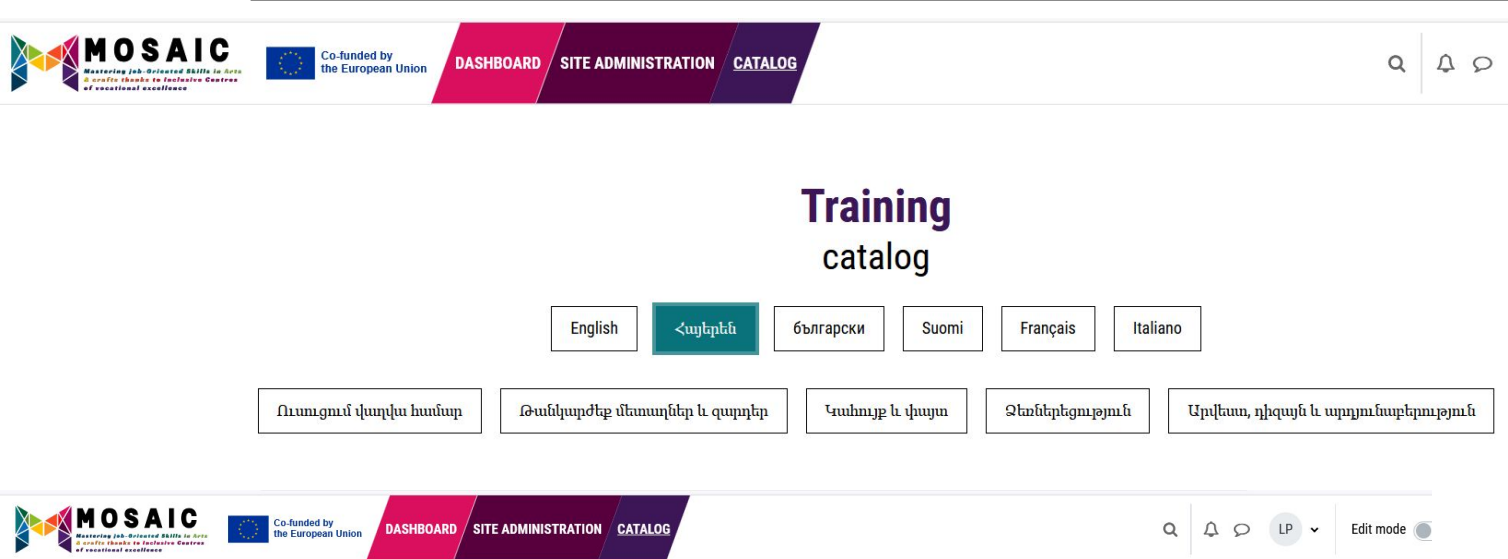 MOSAIC
Mastering job-Oriented Skills in Arts
& crafts thanks to Inclusive Centres
of vocational excellence
Co-funded by
the European Union
DASHBOARD SITE ADMINISTRATION CATALOG
Training
catalog
English Հայերեն български Suomi Français Italiano
Ուսուցում վաղվա համար Թանկարժեք մետաղներ և զարդեր Կահույք և փայտ Ձեռներեցություն Արվեստ, դիզայն և արդյունաբերություն
MOSAIC
Mastering job-Oriented Skills in Arts
& crafts thanks to Inclusive Centres
of vocational excellence
Co-funded by
the European Union
DASHBOARD SITE ADMINISTRATION CATALOG
LP Edit mode